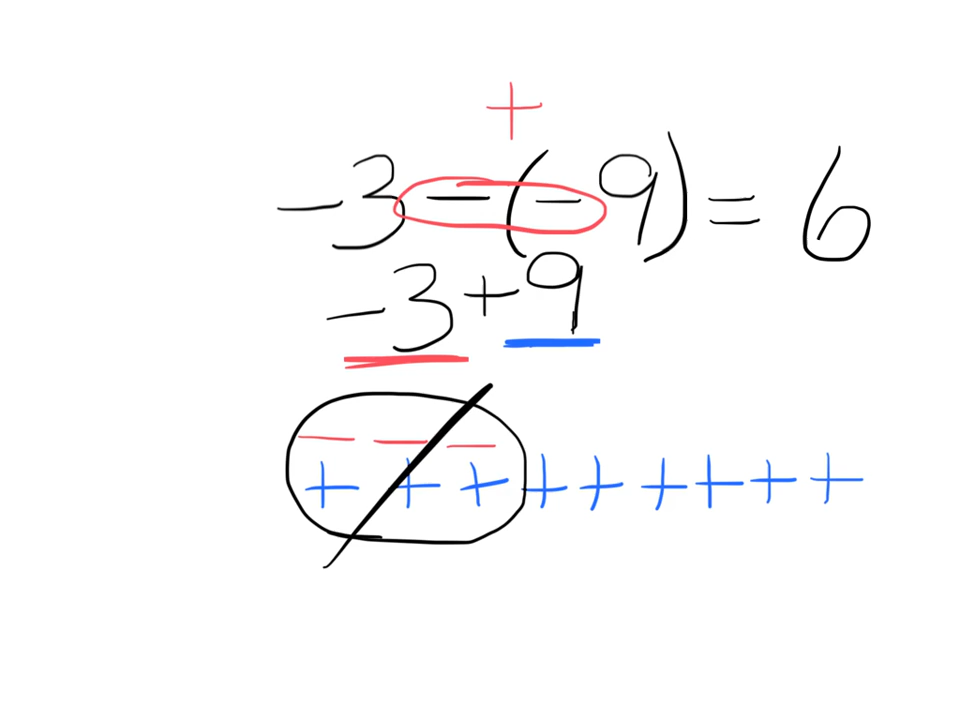 +
-3 - (-9) = 6
-3 + 9
- - -
+ + + + + + + + +